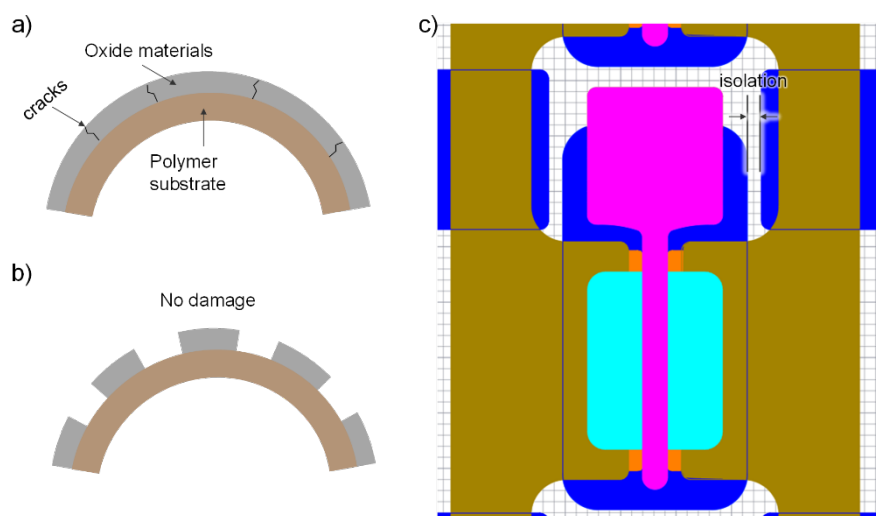 a)
Oxide materials
cracks
Polymer
substrate
b)
No damage
c)
isolation